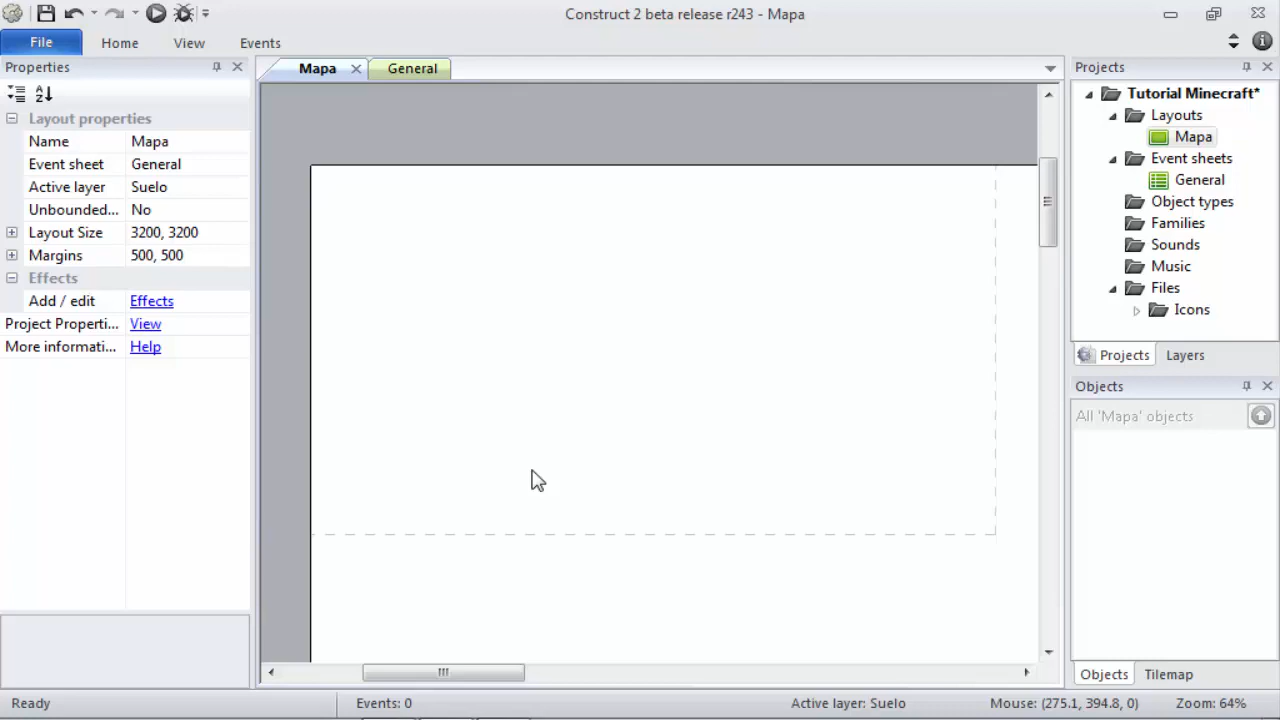 Construct 2 beta release r243 - Mapa
File Home View Events
Properties
Layout properties
Name Mapa
Event sheet General
Active layer Suelo
Unbounded... No
Layout Size 3200, 3200
Margins 500, 500
Effects
Add / edit Effects
Project Properti... View
More informati... Help
Mapa General
Projects
Tutorial Minecraft*
Layouts
Mapa
Event sheets
General
Object types
Families
Sounds
Music
Files
Icons
Projects Layers
Objects
All 'Mapa' objects
Objects Tilemap
Ready Events: 0 Active layer: Suelo Mouse: (275.1, 394.8, 0) Zoom: 64%